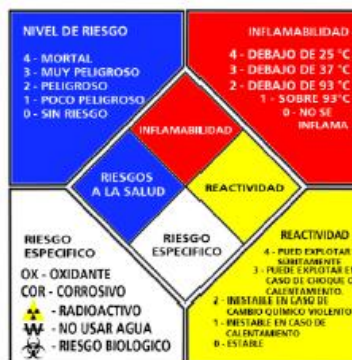 NIVEL DE RIESGO
4 - MORTAL
3 - MUY PELIGROSO
2 - PELIGROSO
1 - POCO PELIGROSO
0 - SIN RIESGO
INFLAMABILIDAD
4 - DEBAJO DE 25 °C
3 - DEBAJO DE 37 °C
2 - DEBAJO DE 93 °C
1 - SOBRE 93°C
0 - NO SE
INFLAMA
INFLAMABILIDAD
RIESGOS
A LA SALUD
REACTIVIDAD
RIESGO
ESPECIFICO
RIESGO
ESPECIFICO
OX - OXIDANTE
COR - CORROSIVO
- RADIOACTIVO
W - NO USAR AGUA
- RIESGO BIOLOGICO
REACTIVIDAD
4 - PUED EXPLOTAR
SUBITAMENTE
3 - PUEDE EXPLOTAR EN
CASO DE CHOQUE O
CALENTAMIENTO.
2 - INESTABLE EN CASO DE
CAMBIO QUÍMICO VIOLENTO
1 - INESTABLE EN CASO DE
CALENTAMIENTO
0 - ESTABLE